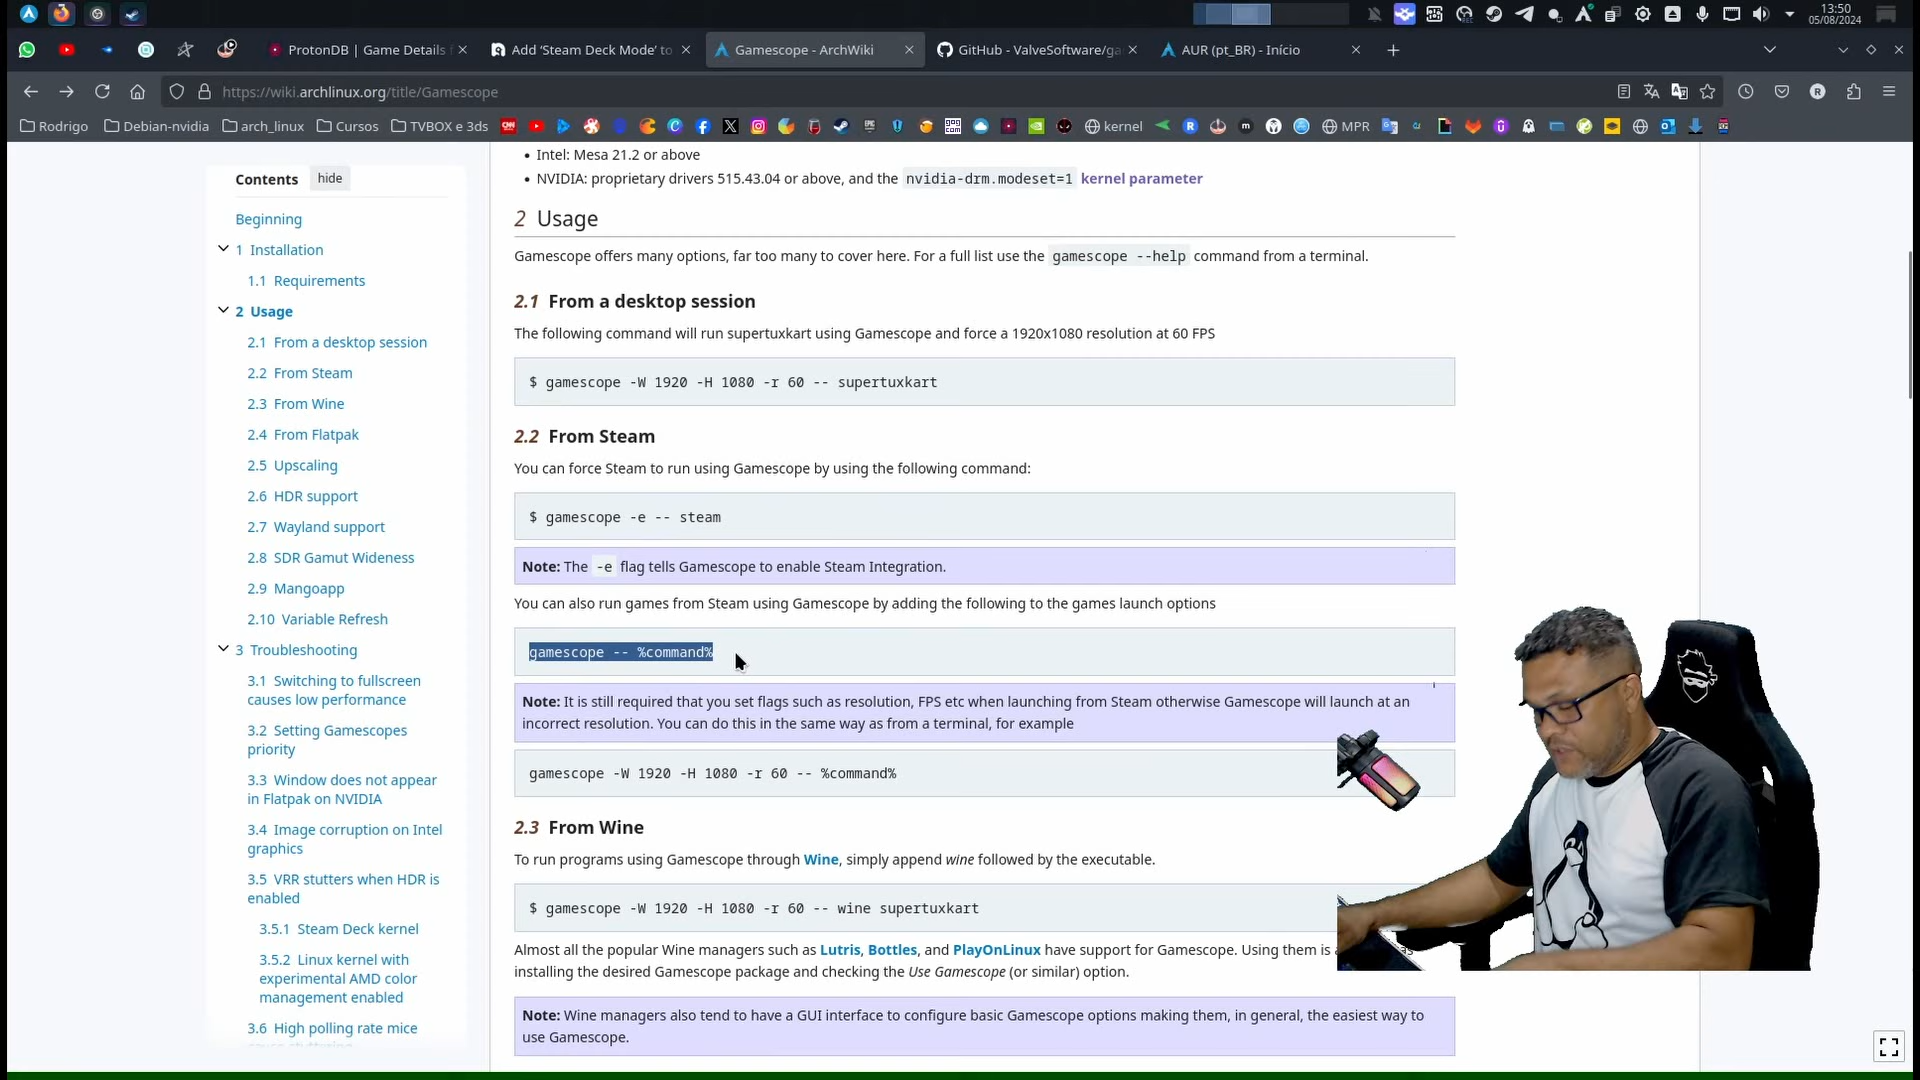 13:50
05/08/2024
ProtonDB | Game Details f
Add ‘Steam Deck Mode’ to
Gamescope - ArchWiki
GitHub - ValveSoftware/ga
AUR (pt_BR) - Início
https://wiki.archlinux.org/title/Gamescope
Rodrigo
Debian-nvidia
arch_linux
Cursos
TVBOX e 3ds
kernel
MPR
Contents
hide
Beginning
1 Installation
1.1 Requirements
2 Usage
2.1 From a desktop session
2.2 From Steam
2.3 From Wine
2.4 From Flatpak
2.5 Upscaling
2.6 HDR support
2.7 Wayland support
2.8 SDR Gamut Wideness
2.9 Mangoapp
2.10 Variable Refresh
3 Troubleshooting
3.1 Switching to fullscreen
causes low performance
3.2 Setting Gamescopes
priority
3.3 Window does not appear
in Flatpak on NVIDIA
3.4 Image corruption on Intel
graphics
3.5 VRR stutters when HDR is
enabled
3.5.1 Steam Deck kernel
3.5.2 Linux kernel with
experimental AMD color
management enabled
3.6 High polling rate mice
Intel: Mesa 21.2 or above
NVIDIA: proprietary drivers 515.43.04 or above, and the nvidia-drm.modeset=1 kernel parameter
2 Usage
Gamescope offers many options, far too many to cover here. For a full list use the gamescope --help command from a terminal.
2.1 From a desktop session
The following command will run supertuxkart using Gamescope and force a 1920x1080 resolution at 60 FPS
$ gamescope -W 1920 -H 1080 -r 60 -- supertuxkart
2.2 From Steam
You can force Steam to run using Gamescope by using the following command:
$ gamescope -e -- steam
Note: The -e flag tells Gamescope to enable Steam Integration.
You can also run games from Steam using Gamescope by adding the following to the games launch options
gamescope -- %command%
Note: It is still required that you set flags such as resolution, FPS etc when launching from Steam otherwise Gamescope will launch at an
incorrect resolution. You can do this in the same way as from a terminal, for example
gamescope -W 1920 -H 1080 -r 60 -- %command%
2.3 From Wine
To run programs using Gamescope through Wine, simply append wine followed by the executable.
$ gamescope -W 1920 -H 1080 -r 60 -- wine supertuxkart
Almost all the popular Wine managers such as Lutris, Bottles, and PlayOnLinux have support for Gamescope. Using them is
installing the desired Gamescope package and checking the Use Gamescope (or similar) option.
Note: Wine managers also tend to have a GUI interface to configure basic Gamescope options making them, in general, the easiest way to
use Gamescope.